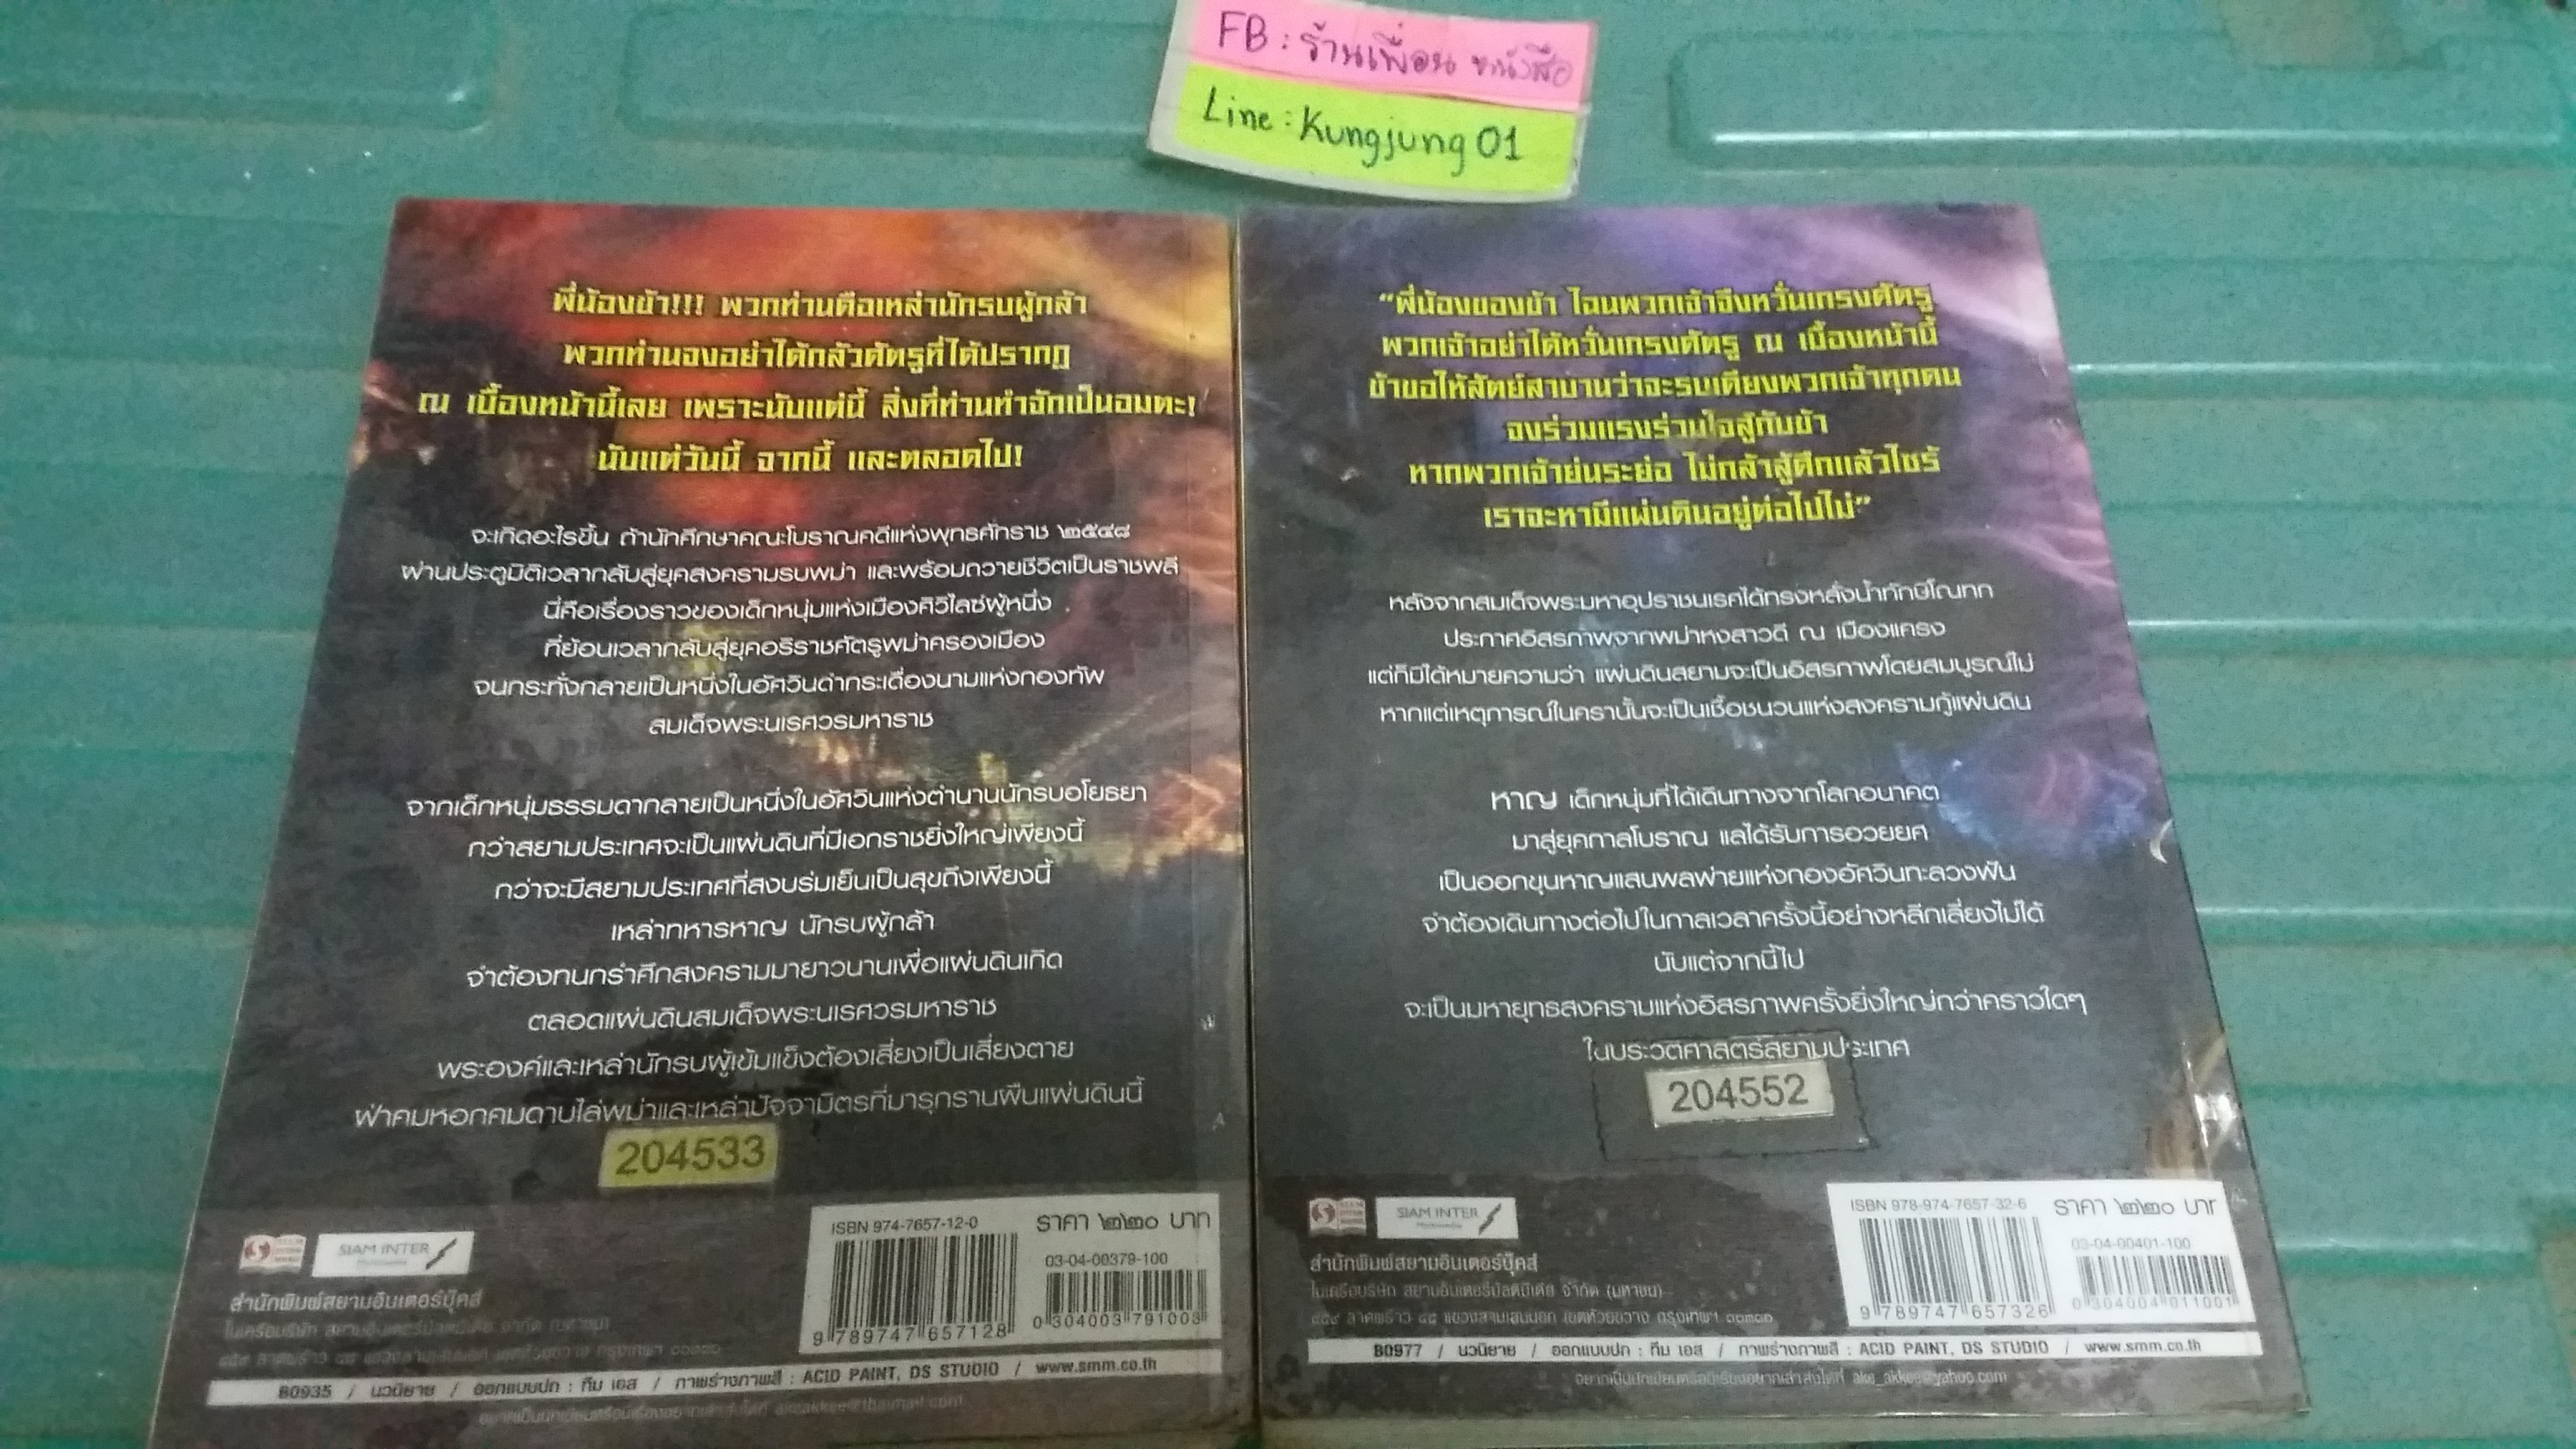 FB : ร้านเพื่อน หนังสือ
Line : Kungjung 01
พี่น้องข้า!!! พวกท่านคือเหล่านักรบผู้กล้า
พวกท่านจงอย่าได้กลัวศัตรูที่ได้ปรากฏ
ณ เบื้องหน้านี้เลย เพราะนับแต่นี้ สิ่งที่ท่านทำจักเป็นอมตะ!
นับแต่วันนี้ จากนี้ และตลอดไป!
จะเกิดอะไรขึ้น ถ้านักศึกษาคณะโบราณคดีแห่งพุทธศักราช ๒๕๔๘
ผ่านประตูมิติเวลากลับสู่ยุคสงครามรบพม่า และพร้อมถวายชีวิตเป็นราชพลี
นี่คือเรื่องราวของเด็กหนุ่มแห่งเมืองศิวิไลซ์ผู้หนึ่ง
ที่ย้อนเวลากลับสู่ยุคอริราชศัตรูพม่าครองเมือง
จนกระทั่งกลายเป็นหนึ่งในอัศวินดำกระเดื่องนามแห่งกองทัพ
สมเด็จพระนเรศวรมหาราช
จากเด็กหนุ่มธรรมดากลายเป็นหนึ่งในอัศวินแห่งตำนานนักรบอโยธยา
กว่าสยามประเทศจะเป็นแผ่นดินที่มีเอกราชยิ่งใหญ่เพียงนี้
กว่าจะมีสยามประเทศที่สงบร่มเย็นเป็นสุขถึงเพียงนี้
เหล่าทหารหาญ นักรบผู้กล้า
จำต้องทนกรำศึกสงครามมายาวนานเพื่อแผ่นดินเกิด
ตลอดแผ่นดินสมเด็จพระนเรศวรมหาราช
พระองค์และเหล่านักรบผู้เข้มแข็งต้องเสี่ยงเป็นเสี่ยงตาย
ฝ่าคมหอกคมดาบไล่พม่าและเหล่าปัจจามิตรที่มารุกรานผืนแผ่นดินนี้
204533
SIAM INTER
สำนักพิมพ์สยามอินเตอร์บุ๊คส์
ISBN 974-7657-12-0
ราคา ๒๒๐ บาท
03-04-00379-100
9 789747 657128
0 304003 791003
B0935 / นวนิยาย / ออกแบบปก : ทีม เอส / ภาพร่างภาพสี : ACID PAINT, DS STUDIO / www.smm.co.th
“พี่น้องของข้า ไฉนพวกเจ้าจึงหวั่นเกรงศัตรู
พวกเจ้าอย่าได้หวั่นเกรงศัตรู ณ เบื้องหน้านี้
ข้าขอให้สัตย์สาบานว่าจะรบเคียงพวกเจ้าทุกคน
จงร่วมแรงร่วมใจสู้กับข้า
หากพวกเจ้าย่นระย่อ ไม่กล้าสู้ศึกแล้วไซร้
เราจะหามีแผ่นดินอยู่ต่อไปไม่”
หลังจากสมเด็จพระมหาอุปราชนเรศได้ทรงหลั่งน้ำทักษิโณทก
ประกาศอิสรภาพจากพม่าหงสาวดี ณ เมืองแครง
แต่ก็มิได้หมายความว่า แผ่นดินสยามจะเป็นอิสรภาพโดยสมบูรณ์ไม่
หากแต่เหตุการณ์ในครานั้นจะเป็นเชื้อชนวนแห่งสงครามกู้แผ่นดิน
หาญ เด็กหนุ่มที่ได้เดินทางจากโลกอนาคต
มาสู่ยุคกาลโบราณ แลได้รับการอวยยศ
เป็นออกขุนหาญแสนพลพ่ายแห่งกองอัศวินทะลวงฟัน
จำต้องเดินทางต่อไปในกาลเวลาครั้งนี้อย่างหลีกเลี่ยงไม่ได้
นับแต่จากนี้ไป
จะเป็นมหายุทธสงครามแห่งอิสรภาพครั้งยิ่งใหญ่กว่าคราวใดๆ
ในประวัติศาสตร์สยามประเทศ
204552
SIAM INTER
สำนักพิมพ์สยามอินเตอร์บุ๊คส์
ในเครือบริษัท สยามอินเตอร์มัลติมีเดีย จำกัด (มหาชน)
ISBN 978-974-7657-32-6
ราคา ๒๒๐ บาท
03-04-00401-100
9 789747 657326
0 304004 011001
B0977 / นวนิยาย / ออกแบบปก : ทีม เอส / ภาพร่างภาพสี : ACID PAINT, DS STUDIO / www.smm.co.th